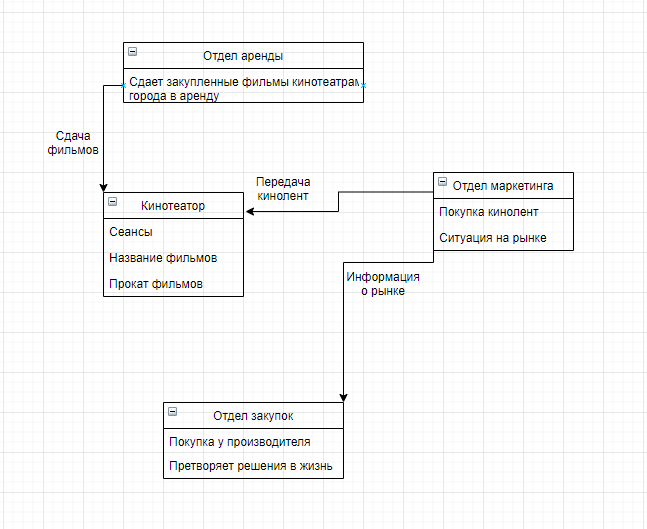 Отдел аренды
Сдает закупленные фильмы кинотеатрам
города в аренду
Сдача
фильмов
Передача
кинолент
Отдел маркетинга
Покупка кинолент
Ситуация на рынке
Кинотеатор
Сеансы
Название фильмов
Прокат фильмов
Информация
о рынке
Отдел закупок
Покупка у производителя
Претворяет решения в жизнь